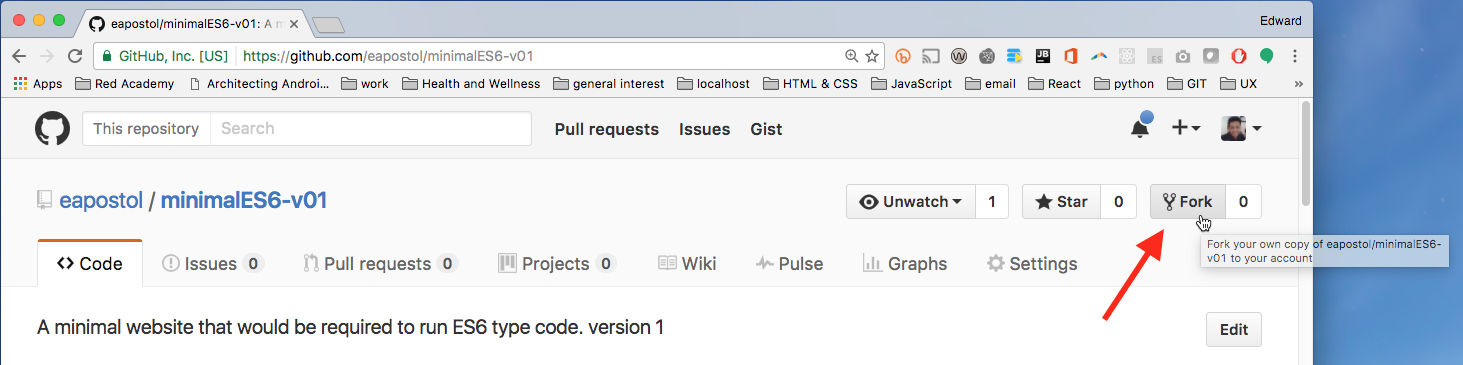 eapostol/minimalES6-v01: A m
Edward
GitHub, Inc. [US] https://github.com/eapostol/minimalES6-v01
Apps Red Academy Architecting Androi... work Health and Wellness general interest localhost HTML & CSS JavaScript email React python GIT UX »
This repository Search Pull requests Issues Gist
eapostol / minimalES6-v01 Unwatch 1 Star 0 Fork 0
Fork your own copy of eapostol/minimalES6-
v01 to your account
Code Issues 0 Pull requests 0 Projects 0 Wiki Pulse Graphs Settings
A minimal website that would be required to run ES6 type code. version 1 Edit